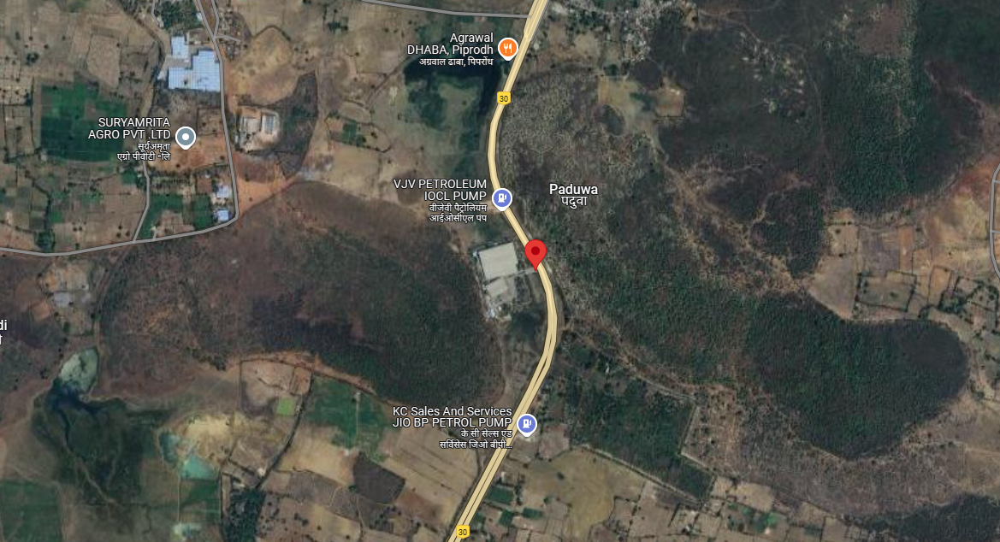 Agrawal
DHABA, Piprodh
अग्रवाल ढाबा, पिपरोध
30
SURYAMRITA
AGRO PVT .LTD
सूर्यअमृता
एग्रो पीवीटी ॰लि
VJV PETROLEUM
IOCL PUMP
वीजेवी पैट्रोलियम
आईओसीएल पंप
Paduwa
पदुवा
di
KC Sales And Services
JIO BP PETROL PUMP
के सी सेल्स एंड
सर्विसेस जिओ बीपी...
30